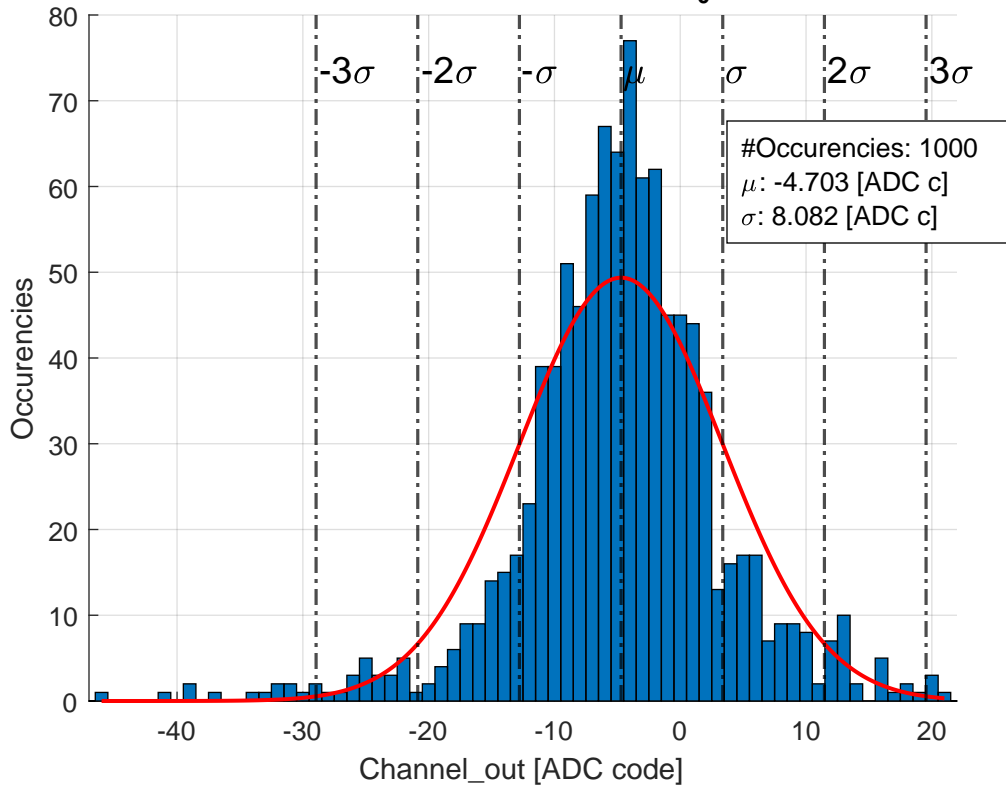 80
70
60
50
40
30
20
10
0
Occurencies
-3σ -2σ -σ μ σ 2σ 3σ
#Occurencies: 1000
μ: -4.703 [ADC c]
σ: 8.082 [ADC c]
-40 -30 -20 -10 0 10 20
Channel_out [ADC code]